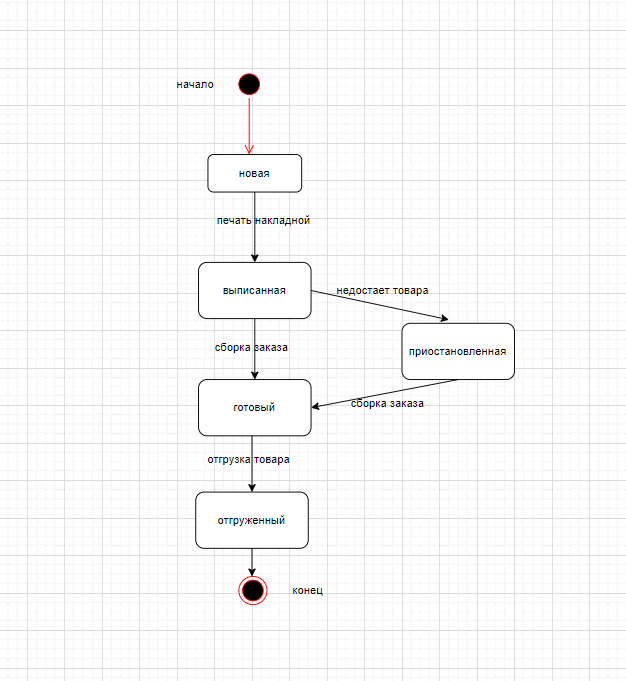 начало
новая
печать накладной
выписанная
недостает товара
сборка заказа
приостановленная
готовый
сборка заказа
отгрузка товара
отгруженный
конец